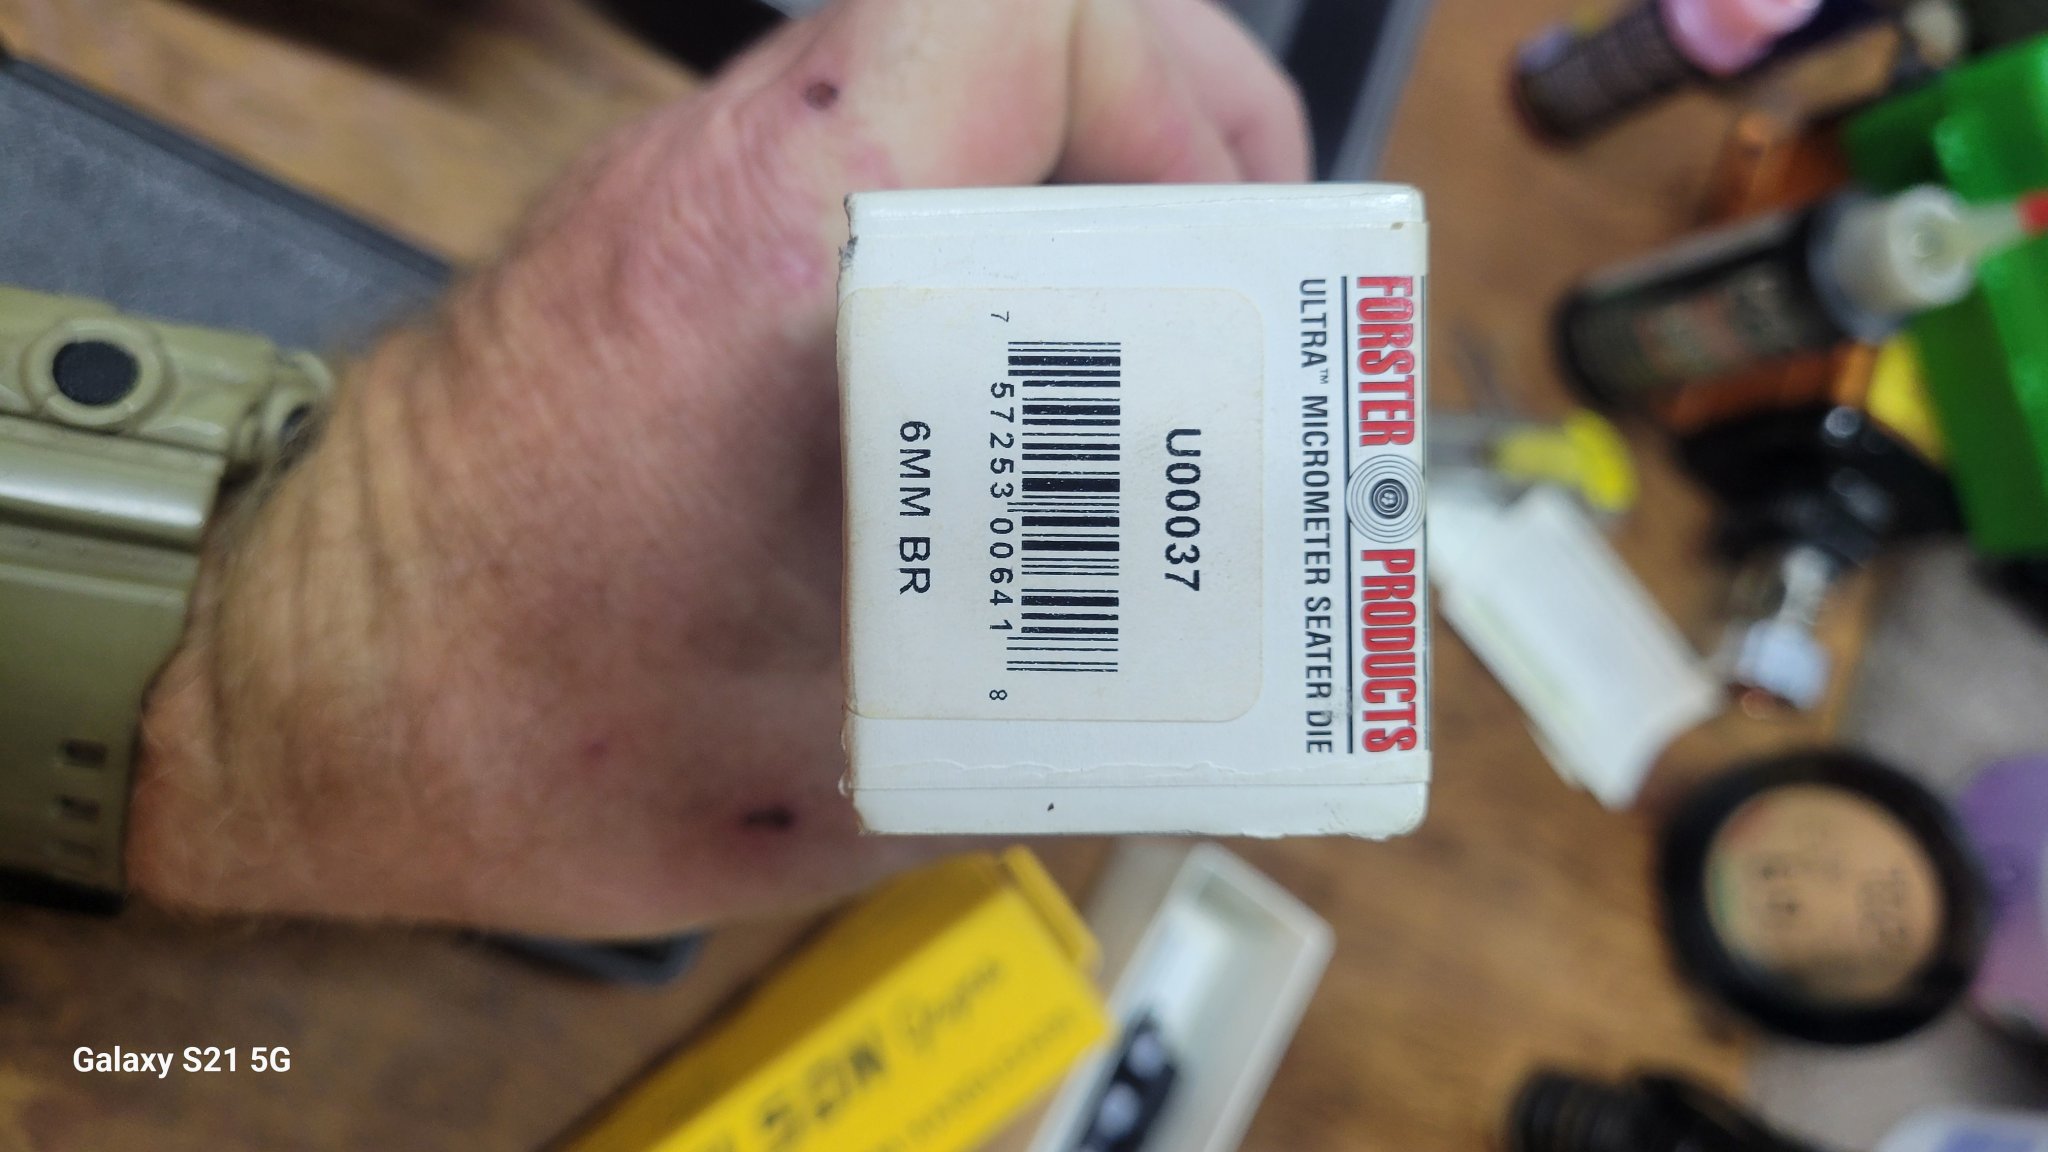 FORSTER PRODUCTS
ULTRA™ MICROMETER SEATER DIE
U00037
7 57253 00641 8
6MM BR
Galaxy S21 5G